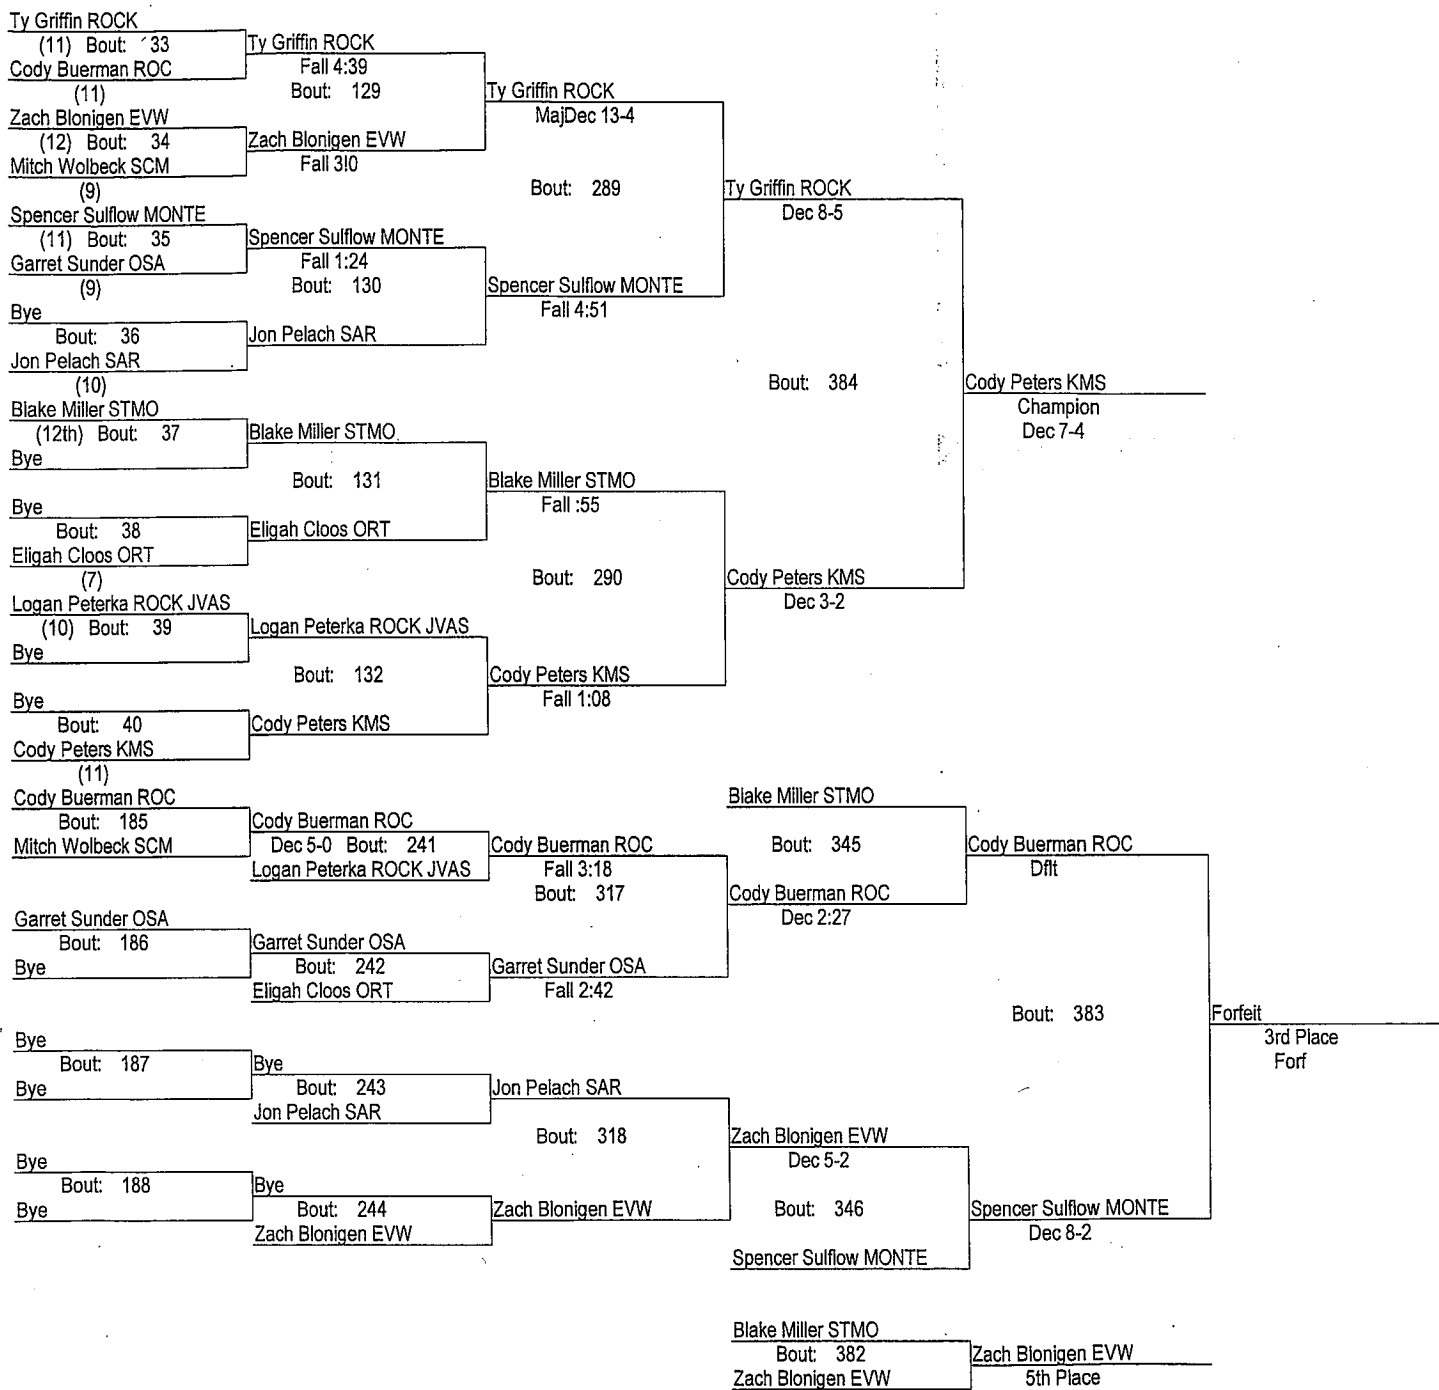 Ty Griffin ROCK
(11) Bout: 33
Cody Buerman ROC
(11)
Zach Blonigen EVW
(12) Bout: 34
Mitch Wolbeck SCM
(9)
Spencer Sulflow MONTE
(11) Bout: 35
Garret Sunder OSA
(9)
Bye
Bout: 36
Jon Pelach SAR
(10)
Blake Miller STMO
(12th) Bout: 37
Bye
Bye
Bout: 38
Eligah Cloos ORT
(7)
Logan Peterka ROCK JVAS
(10) Bout: 39
Bye
Bye
Bout: 40
Cody Peters KMS
(11)
Ty Griffin ROCK
Fall 4:39
Bout: 129
Zach Blonigen EVW
Fall 3!0
Spencer Sulflow MONTE
Fall 1:24
Bout: 130
Jon Pelach SAR
Blake Miller STMO
Bout: 131
Eligah Cloos ORT
Logan Peterka ROCK JVAS
Bout: 132
Cody Peters KMS
Ty Griffin ROCK
MajDec 13-4
Bout: 289
Spencer Sulflow MONTE
Fall 4:51
Blake Miller STMO
Fall :55
Bout: 290
Cody Peters KMS
Fall 1:08
Ty Griffin ROCK
Dec 8-5
Bout: 384
Cody Peters KMS
Dec 3-2
Cody Peters KMS
Champion
Dec 7-4
Cody Buerman ROC
Bout: 185
Mitch Wolbeck SCM
Garret Sunder OSA
Bout: 186
Bye
Bye
Bout: 187
Bye
Bye
Bout: 188
Bye
Cody Buerman ROC
Dec 5-0 Bout: 241
Logan Peterka ROCK JVAS
Garret Sunder OSA
Bout: 242
Eligah Cloos ORT
Bye
Bout: 243
Jon Pelach SAR
Bye
Bout: 244
Zach Blonigen EVW
Cody Buerman ROC
Fall 3:18
Bout: 317
Garret Sunder OSA
Fall 2:42
Jon Pelach SAR
Bout: 318
Zach Blonigen EVW
Blake Miller STMO
Bout: 345
Cody Buerman ROC
Dec 2:27
Zach Blonigen EVW
Dec 5-2
Bout: 346
Spencer Sulflow MONTE
Cody Buerman ROC
Dflt
Bout: 383
Spencer Sulflow MONTE
Dec 8-2
Forfeit
3rd Place
Forf
Blake Miller STMO
Bout: 382
Zach Blonigen EVW
Zach Blonigen EVW
5th Place